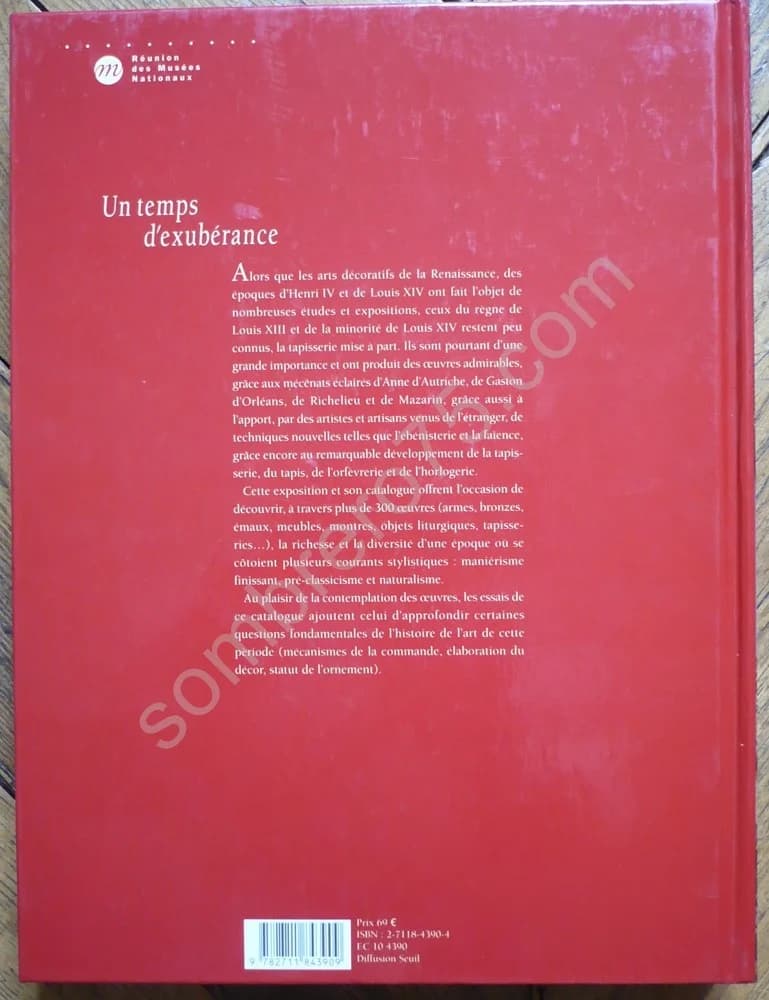 m
Réunion
des Musées
Nationaux
Un temps
d'exubérance
Alors que les arts décoratifs de la Renaissance, des
époques d'Henri IV et de Louis XIV ont fait l'objet de
nombreuses études et expositions, ceux du règne de
Louis XIII et de la minorité de Louis XIV restent peu
connus, la tapisserie mise à part. Ils sont pourtant d'une
grande importance et ont produit des œuvres admirables,
grâce aux mécénats éclairés d'Anne d'Autriche, de Gaston
d'Orléans, de Richelieu et de Mazarin, grâce aussi à
l'apport, par des artistes et artisans venus de l'étranger, de
techniques nouvelles telles que l'ébénisterie et la faïence,
grâce encore au remarquable développement de la tapis-
serie, du tapis, de l'orfèvrerie et de l'horlogerie.
Cette exposition et son catalogue offrent l'occasion de
découvrir, à travers plus de 300 œuvres (armes, bronzes,
émaux, meubles, montres, objets liturgiques, tapisse-
ries...), la richesse et la diversité d'une époque où se
côtoient plusieurs courants stylistiques : maniérisme
finissant, pré-classicisme et naturalisme.
Au plaisir de la contemplation des œuvres, les essais de
ce catalogue ajoutent celui d'approfondir certaines
questions fondamentales de l'histoire de l'art de cette
période (mécanismes de la commande, élaboration du
décor, statut de l'ornement).
sombrero75.com
Prix 69 €
ISBN : 2-7118-4390-4
EC 10 4390
Diffusion Seuil
9 782711 843909